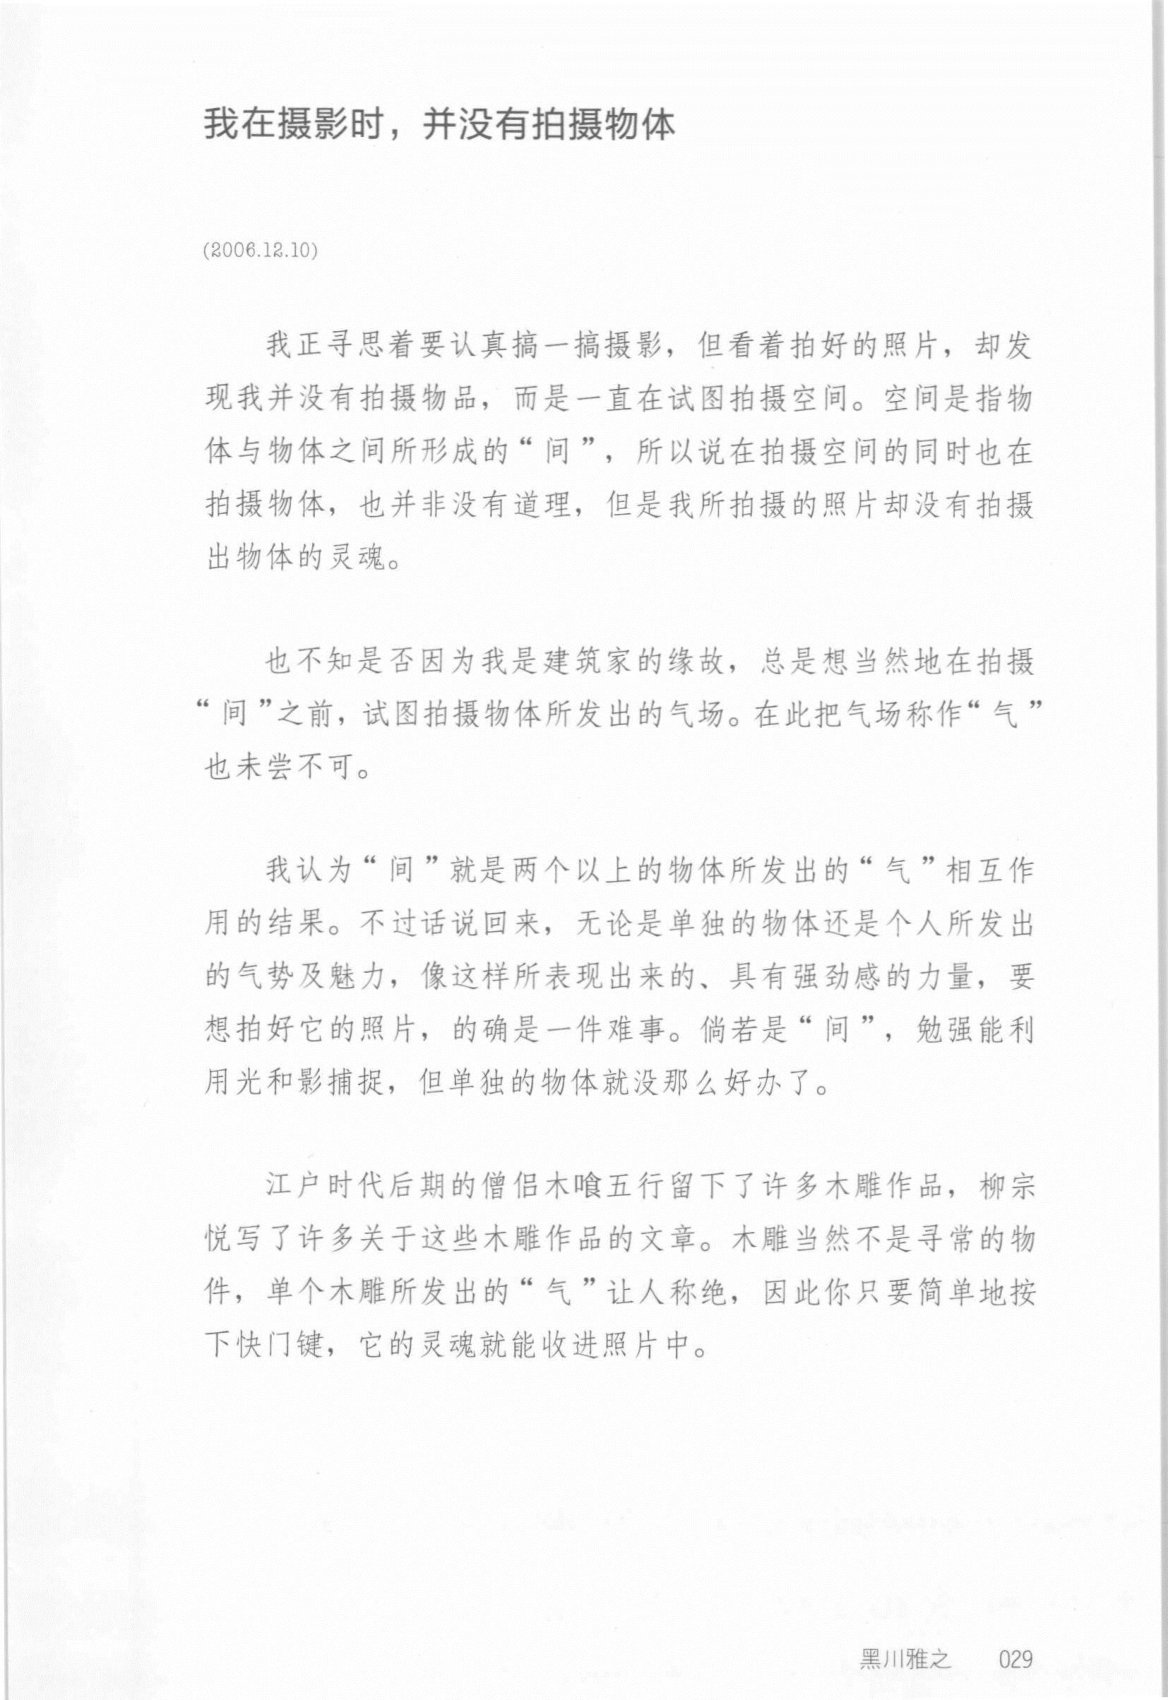 我在摄影时，并没有拍摄物体
(2006.12.10)
我正寻思着要认真搞一搞摄影，但看着拍好的照片，却发
现我并没有拍摄物品，而是一直在试图拍摄空间。空间是指物
体与物体之间所形成的“间”，所以说在拍摄空间的同时也在
拍摄物体，也并非没有道理，但是我所拍摄的照片却没有拍摄
出物体的灵魂。
也不知是否因为我是建筑家的缘故，总是想当然地在拍摄
“间”之前，试图拍摄物体所发出的气场。在此把气场称作“气”
也未尝不可。
我认为“间”就是两个以上的物体所发出的“气”相互作
用的结果。不过话说回来，无论是单独的物体还是个人所发出
的气势及魅力，像这样所表现出来的、具有强劲感的力量，要
想拍好它的照片，的确是一件难事。倘若是“间”，勉强能利
用光和影捕捉，但单独的物体就没那么好办了。
江户时代后期的僧侣木喰五行留下了许多木雕作品，柳宗
悦写了许多关于这些木雕作品的文章。木雕当然不是寻常的物
件，单个木雕所发出的“气”让人称绝，因此你只要简单地按
下快门键，它的灵魂就能收进照片中。
黑川雅之 029